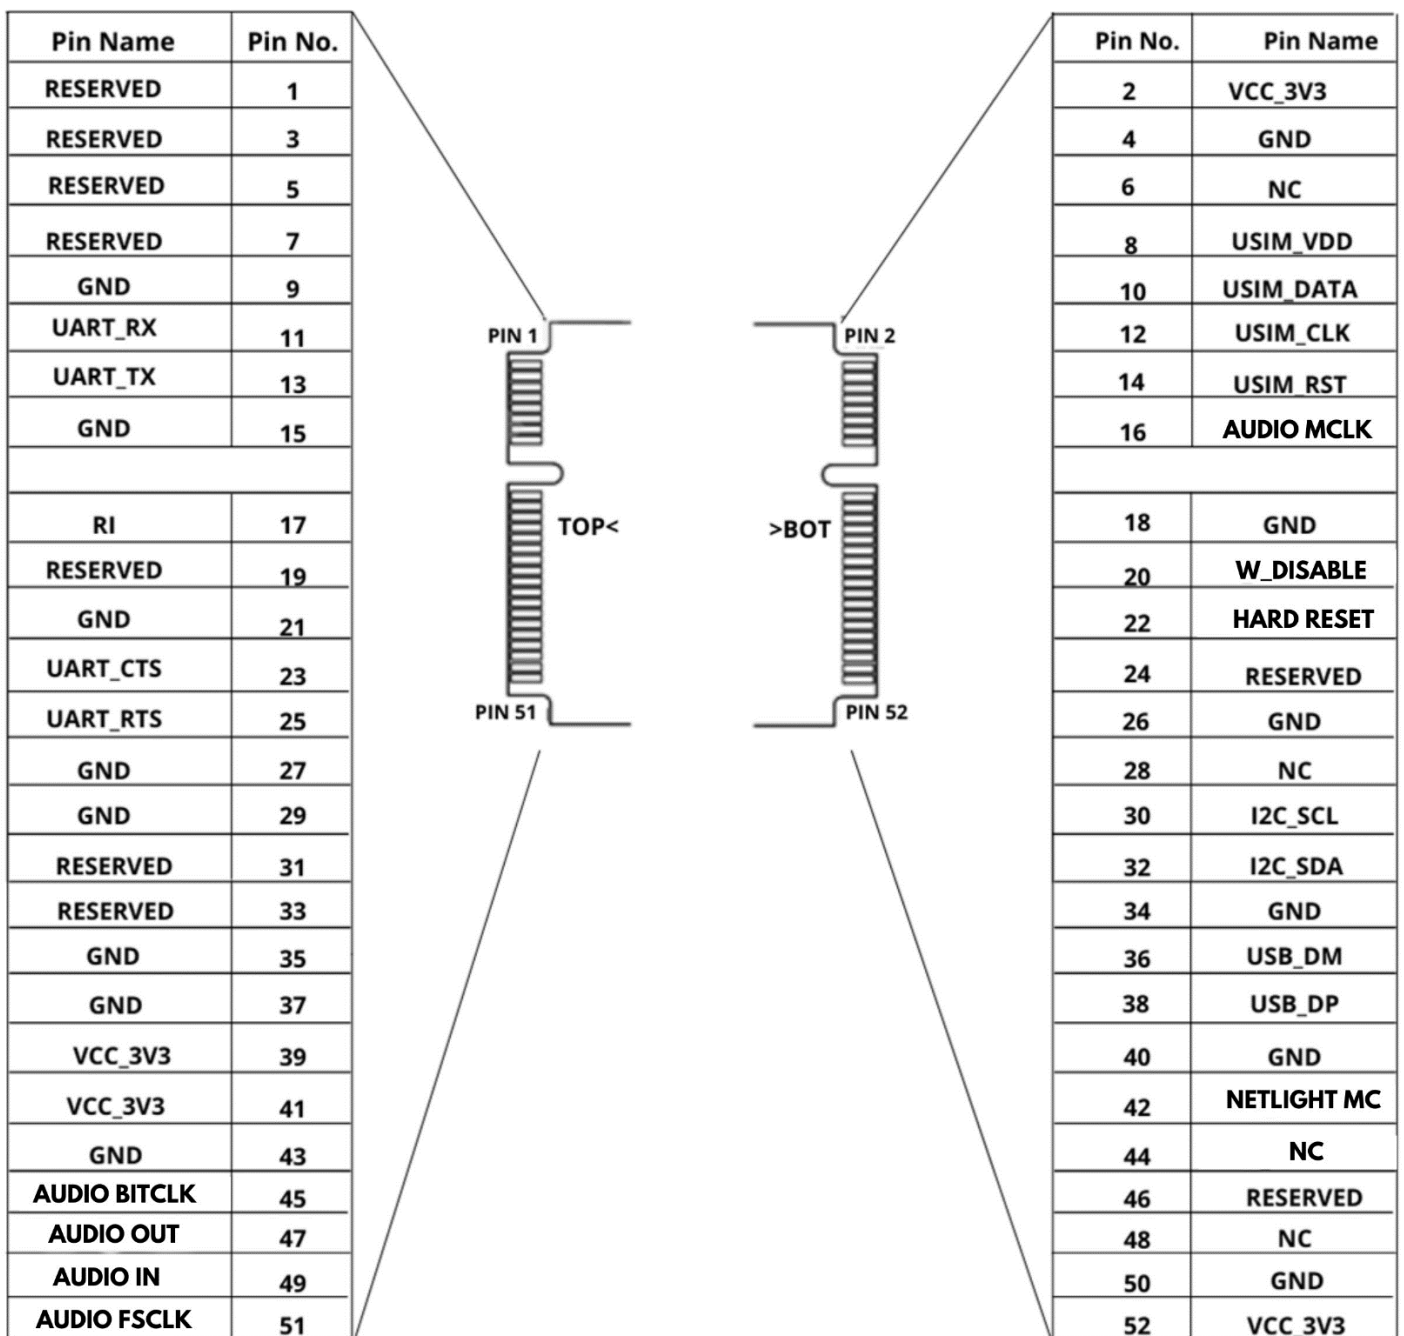 Pin Name Pin No.
RESERVED 1
RESERVED 3
RESERVED 5
RESERVED 7
GND 9
UART_RX 11
UART_TX 13
GND 15
RI 17
RESERVED 19
GND 21
UART_CTS 23
UART_RTS 25
GND 27
GND 29
RESERVED 31
RESERVED 33
GND 35
GND 37
VCC_3V3 39
VCC_3V3 41
GND 43
AUDIO BITCLK 45
AUDIO OUT 47
AUDIO IN 49
AUDIO FSCLK 51
PIN 1
TOP<
PIN 51
PIN 2
>BOT
PIN 52
Pin No. Pin Name
2 VCC_3V3
4 GND
6 NC
8 USIM_VDD
10 USIM_DATA
12 USIM_CLK
14 USIM_RST
16 AUDIO MCLK
18 GND
20 W_DISABLE
22 HARD RESET
24 RESERVED
26 GND
28 NC
30 I2C_SCL
32 I2C_SDA
34 GND
36 USB_DM
38 USB_DP
40 GND
42 NETLIGHT MC
44 NC
46 RESERVED
48 NC
50 GND
52 VCC_3V3